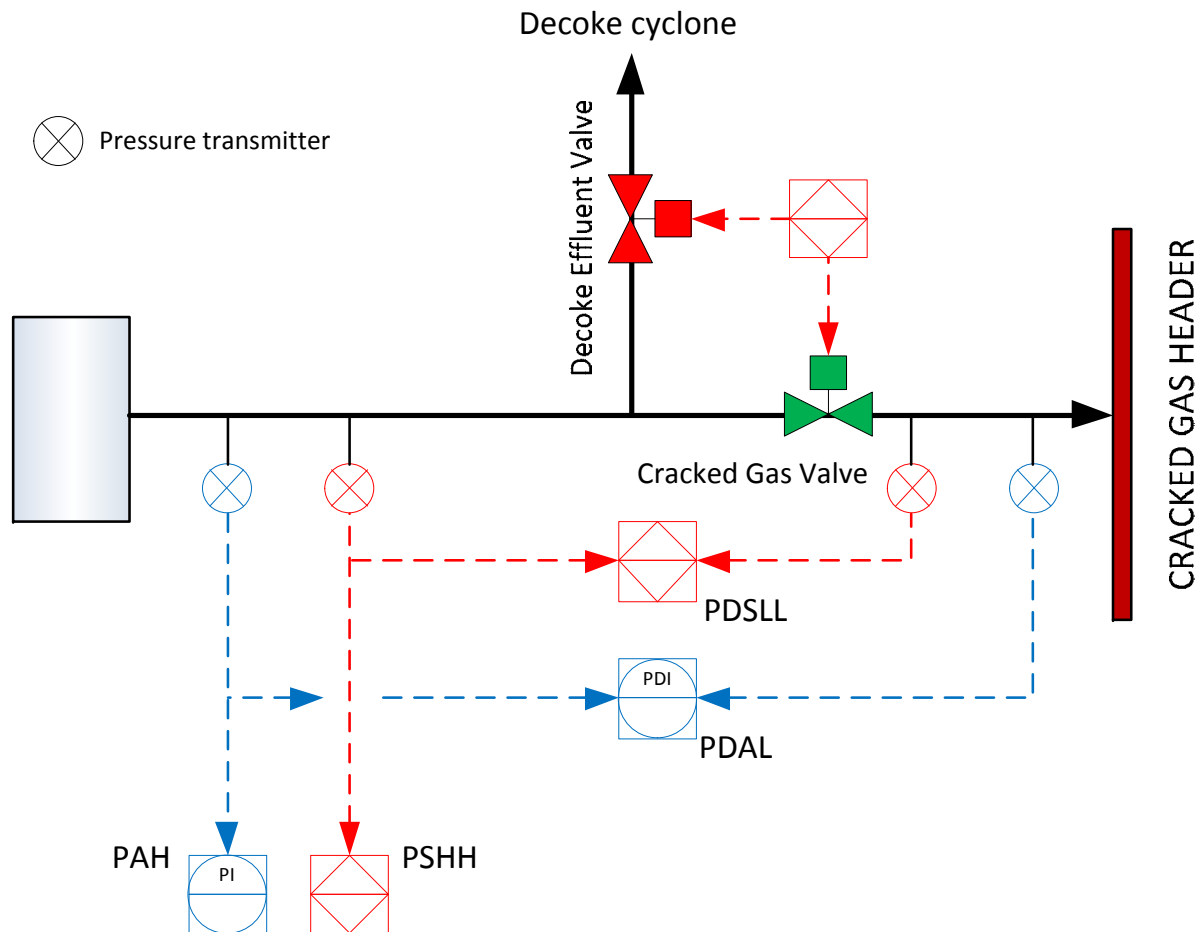 Decoke cyclone
Pressure transmitter
Decoke Effluent Valve
CRACKED GAS HEADER
Cracked Gas Valve
PDSLL
PDI
PDAL
PAH
PI
PSHH